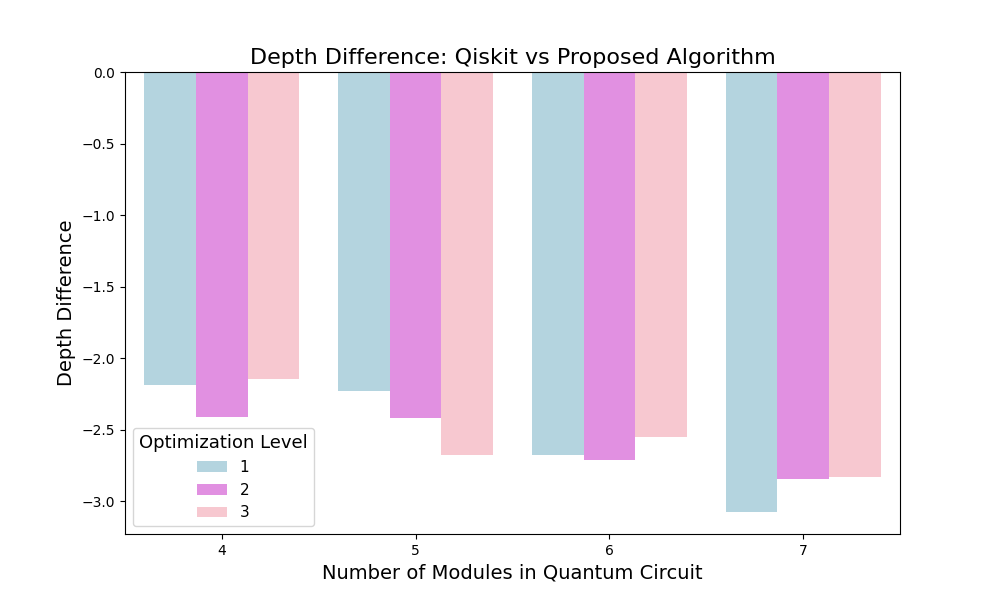 Depth Difference: Qiskit vs Proposed Algorithm
Depth Difference
0.0
−0.5
−1.0
−1.5
−2.0
−2.5
−3.0
Optimization Level
1
2
3
4 5 6 7
Number of Modules in Quantum Circuit